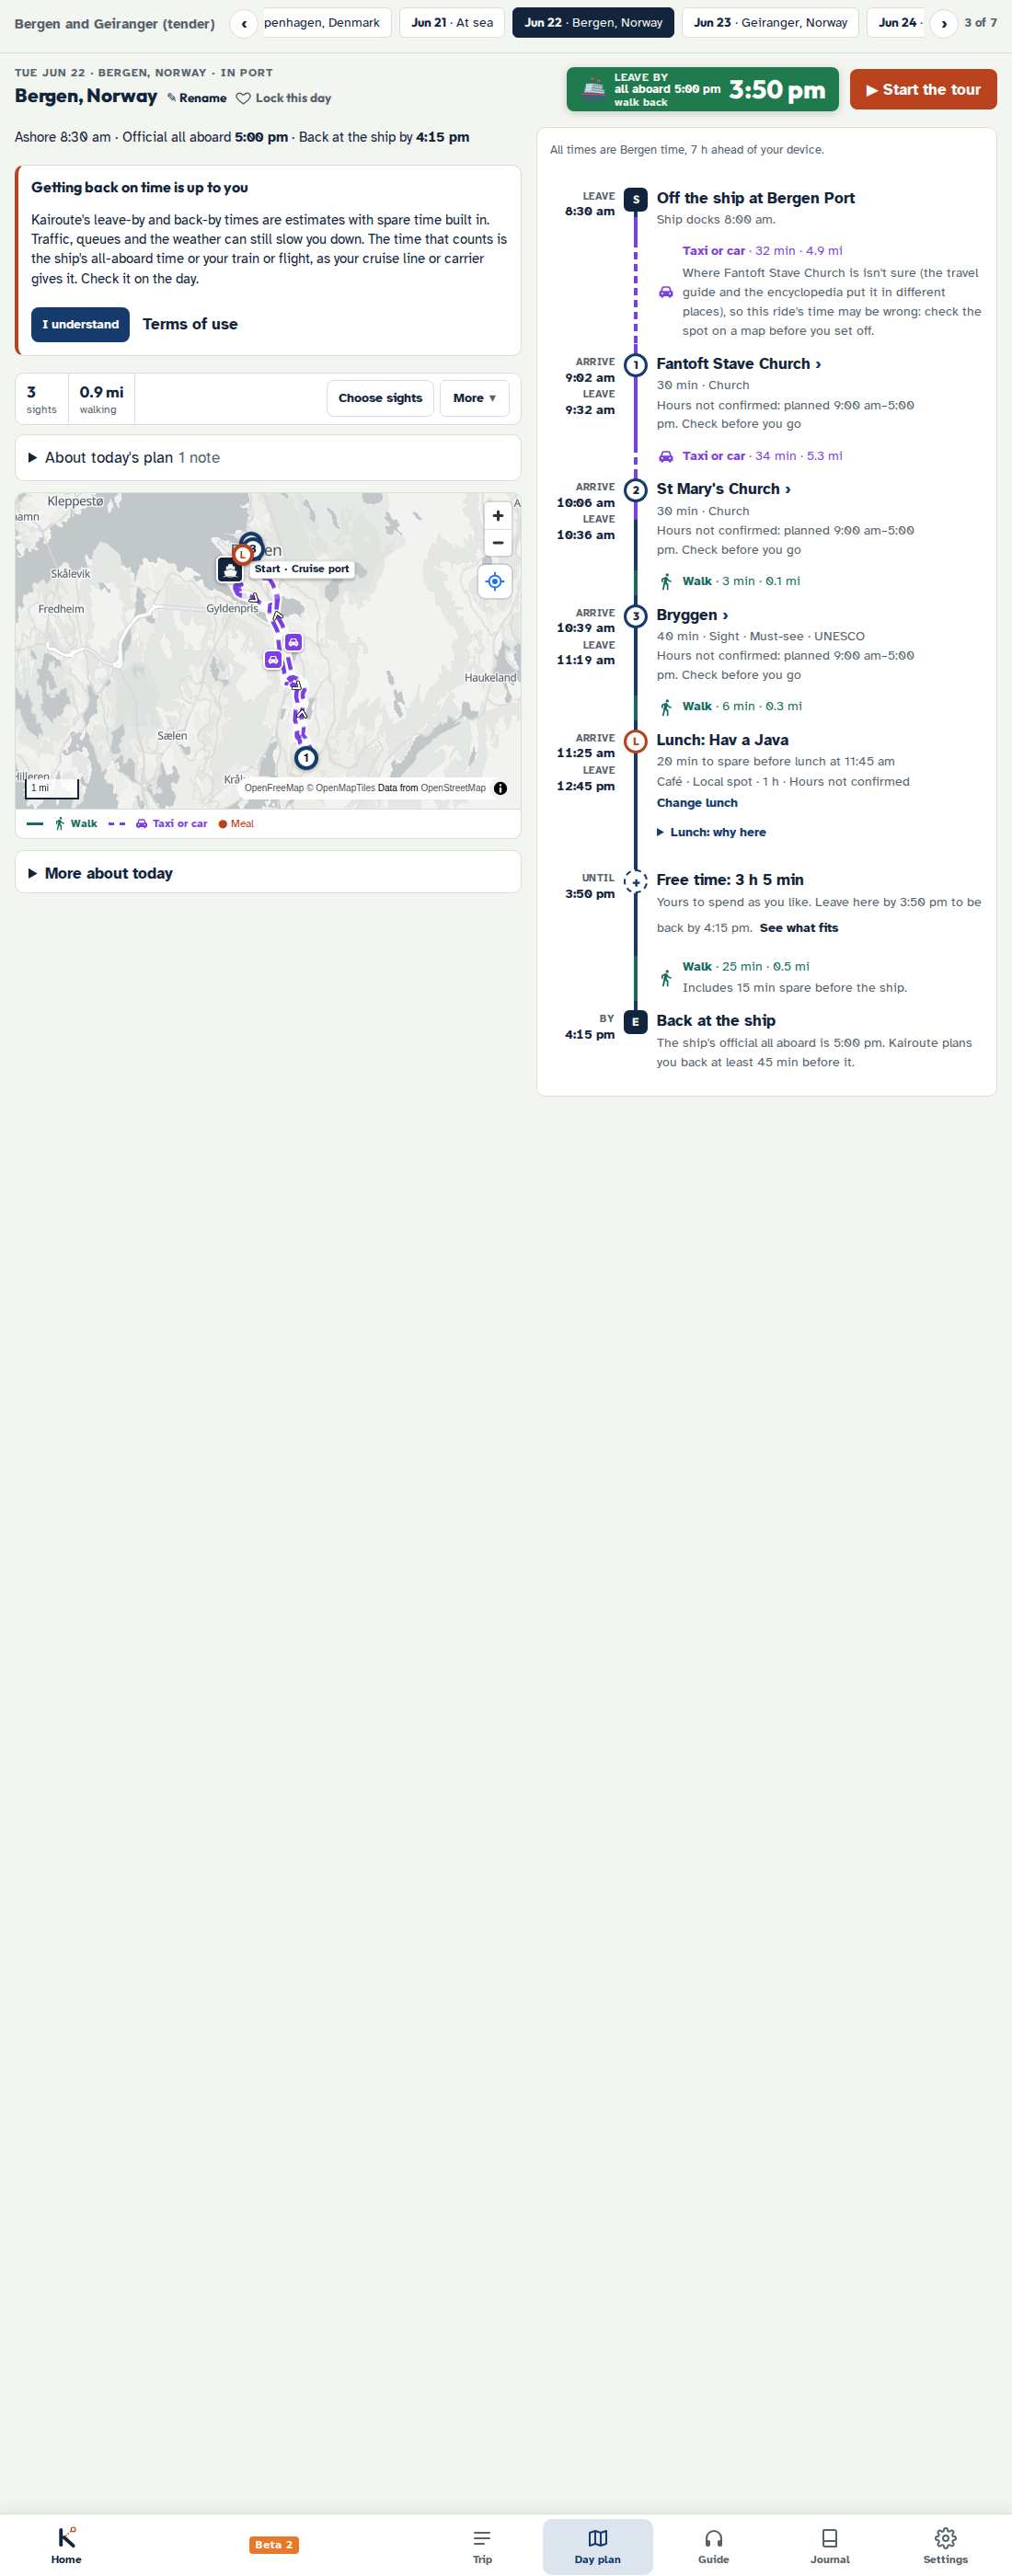 Bergen and Geiranger (tender)
‹
penhagen, Denmark
Jun 21 · At sea
Jun 22 · Bergen, Norway
Jun 23 · Geiranger, Norway
Jun 24 ·
›
3 of 7
TUE JUN 22 · BERGEN, NORWAY · IN PORT
Bergen, Norway
✎ Rename
Lock this day
LEAVE BY
all aboard 5:00 pm
walk back
3:50 pm
▶ Start the tour
Ashore 8:30 am · Official all aboard 5:00 pm · Back at the ship by 4:15 pm
Getting back on time is up to you
Kairoute's leave-by and back-by times are estimates with spare time built in.
Traffic, queues and the weather can still slow you down. The time that counts is
the ship's all-aboard time or your train or flight, as your cruise line or carrier
gives it. Check it on the day.
I understand
Terms of use
3
sights
0.9 mi
walking
Choose sights
More ▼
▶ About today's plan 1 note
Kleppestø
hamn
A
+
−
en
3
L
Start · Cruise port
Skålevik
Fredheim
Gyldenpris
Haukeland
Sælen
1
Hilleren
Kråk
1 mi
OpenFreeMap © OpenMapTiles Data from OpenStreetMap
Walk
Taxi or car
Meal
▶ More about today
All times are Bergen time, 7 h ahead of your device.
LEAVE
8:30 am
S
Off the ship at Bergen Port
Ship docks 8:00 am.
Taxi or car · 32 min · 4.9 mi
Where Fantoft Stave Church is isn't sure (the travel
guide and the encyclopedia put it in different
places), so this ride's time may be wrong: check the
spot on a map before you set off.
ARRIVE
9:02 am
LEAVE
9:32 am
1
Fantoft Stave Church ›
30 min · Church
Hours not confirmed: planned 9:00 am–5:00
pm. Check before you go
Taxi or car · 34 min · 5.3 mi
ARRIVE
10:06 am
LEAVE
10:36 am
2
St Mary's Church ›
30 min · Church
Hours not confirmed: planned 9:00 am–5:00
pm. Check before you go
Walk · 3 min · 0.1 mi
ARRIVE
10:39 am
LEAVE
11:19 am
3
Bryggen ›
40 min · Sight · Must-see · UNESCO
Hours not confirmed: planned 9:00 am–5:00
pm. Check before you go
Walk · 6 min · 0.3 mi
ARRIVE
11:25 am
LEAVE
12:45 pm
L
Lunch: Hav a Java
20 min to spare before lunch at 11:45 am
Café · Local spot · 1 h · Hours not confirmed
Change lunch
▶ Lunch: why here
UNTIL
3:50 pm
+
Free time: 3 h 5 min
Yours to spend as you like. Leave here by 3:50 pm to be
back by 4:15 pm. See what fits
Walk · 25 min · 0.5 mi
Includes 15 min spare before the ship.
BY
4:15 pm
E
Back at the ship
The ship's official all aboard is 5:00 pm. Kairoute plans
you back at least 45 min before it.
Home
Beta 2
Trip
Day plan
Guide
Journal
Settings